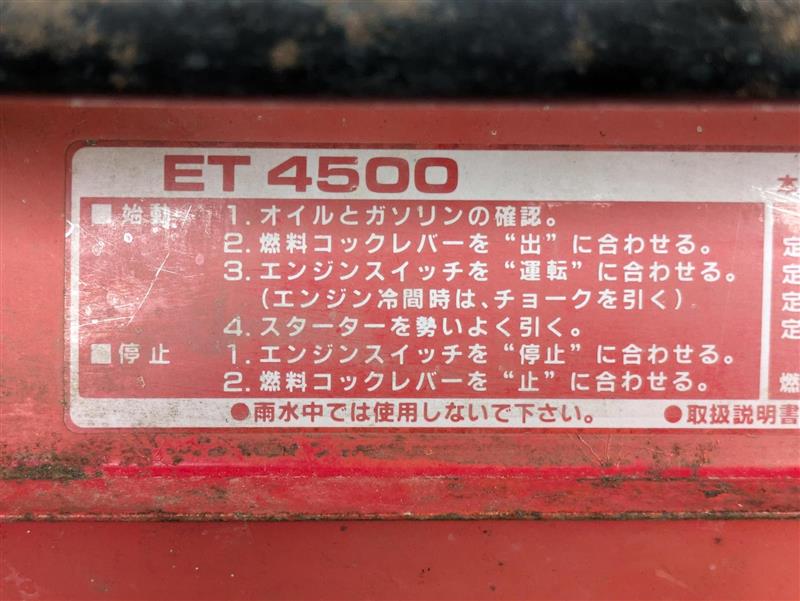 ET 4500
■始動 1. オイルとガソリンの確認。
2. 燃料コックレバーを“出”に合わせる。
3. エンジンスイッチを“運転”に合わせる。
(エンジン冷間時は、チョークを引く)
4. スターターを勢いよく引く。
■停止 1. エンジンスイッチを“停止”に合わせる。
2. 燃料コックレバーを“止”に合わせる。
●雨水中では使用しないで下さい。 ●取扱説明書
本
定
定
定
燃